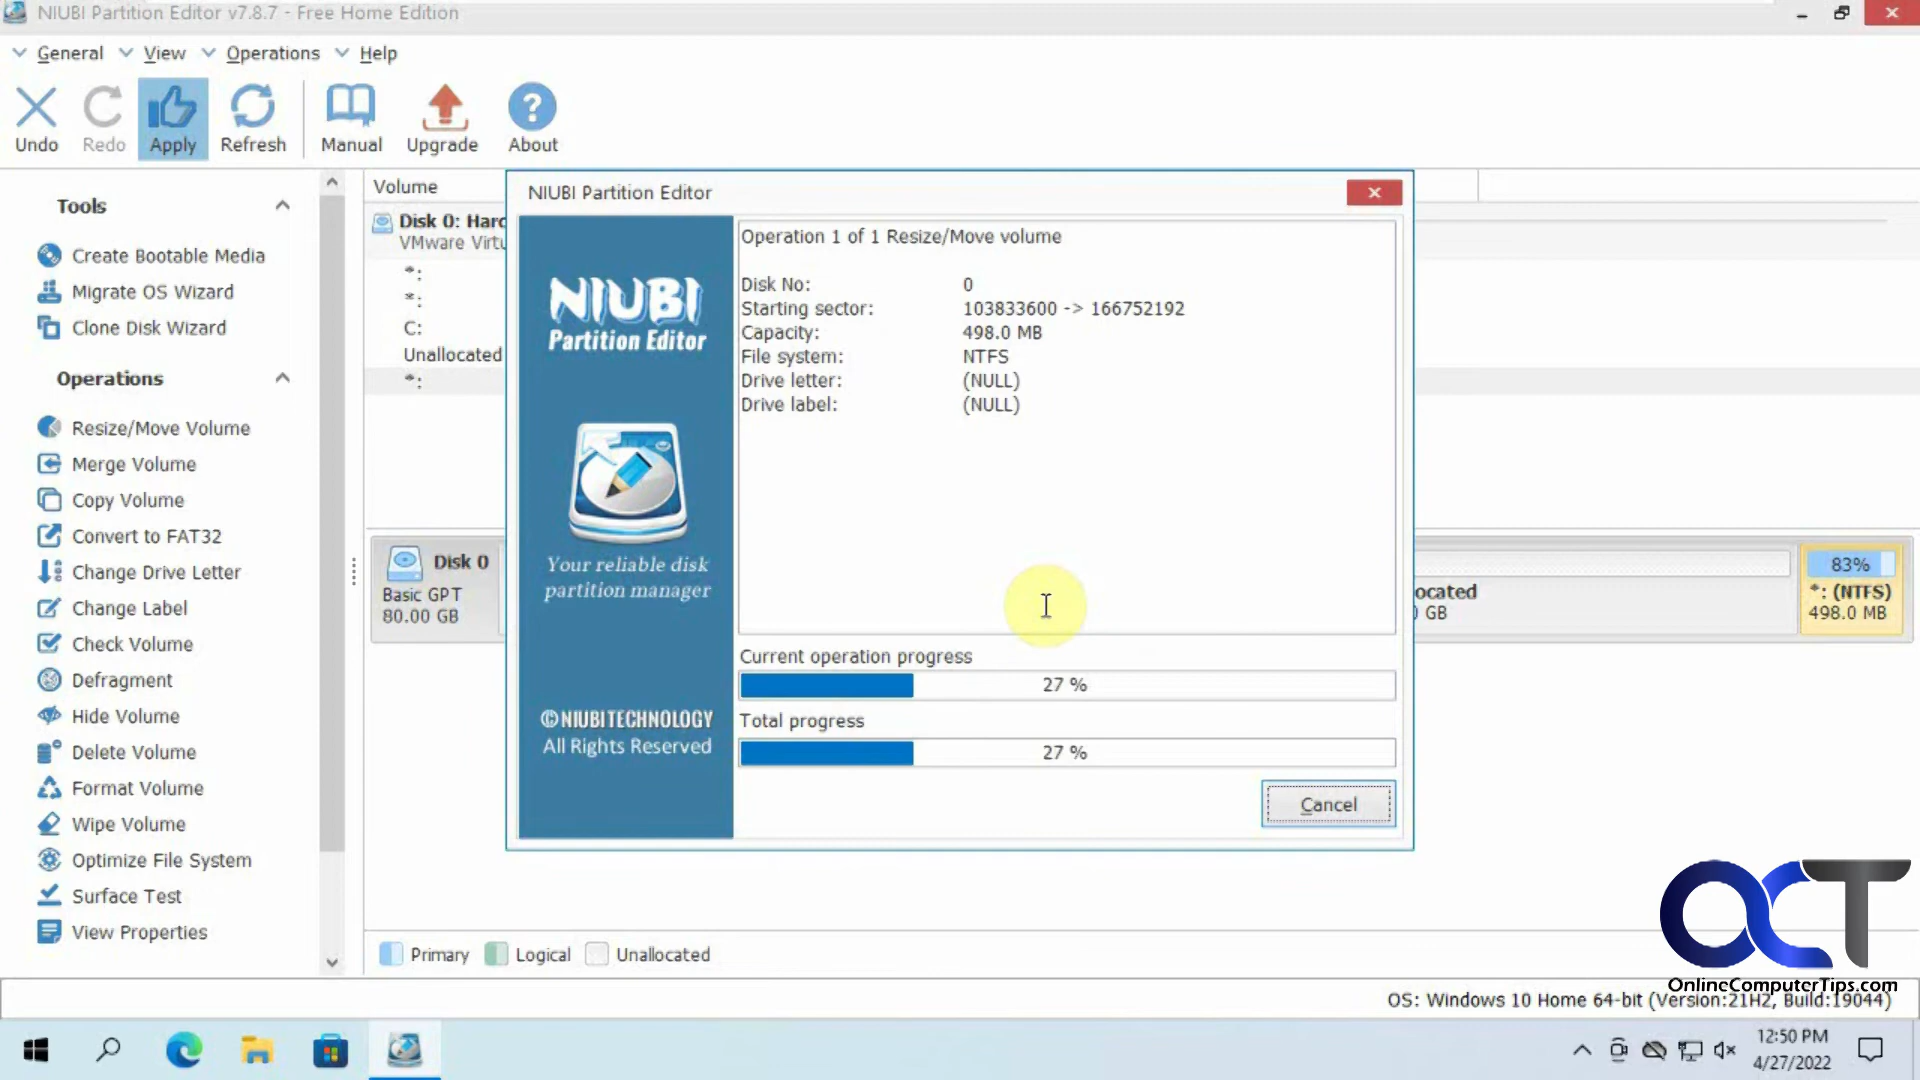 NIUBI Partition Editor v7.8.7 - Free Home Edition
General View Operations Help
Undo Redo Apply Refresh Manual Upgrade About
Tools
Create Bootable Media
Migrate OS Wizard
Clone Disk Wizard
Operations
Resize/Move Volume
Merge Volume
Copy Volume
Convert to FAT32
Change Drive Letter
Change Label
Check Volume
Defragment
Hide Volume
Delete Volume
Format Volume
Wipe Volume
Optimize File System
Surface Test
View Properties
Volume
Disk 0: Hard
VMware Virtu
*:
*:
C:
Unallocated
*:
NIUBI Partition Editor
NIUBI
Partition Editor
Your reliable disk
partition manager
©NIUBI TECHNOLOGY
All Rights Reserved
Operation 1 of 1 Resize/Move volume
Disk No: 0
Starting sector: 103833600 -> 166752192
Capacity: 498.0 MB
File system: NTFS
Drive letter: (NULL)
Drive label: (NULL)
Current operation progress
27 %
Total progress
27 %
Cancel
Disk 0
Basic GPT
80.00 GB
ocated
GB
83%
*: (NTFS)
498.0 MB
Primary Logical Unallocated
OCT
OnlineComputerTips.com
OS: Windows 10 Home 64-bit (Version:21H2, Build:19044)
12:50 PM
4/27/2022